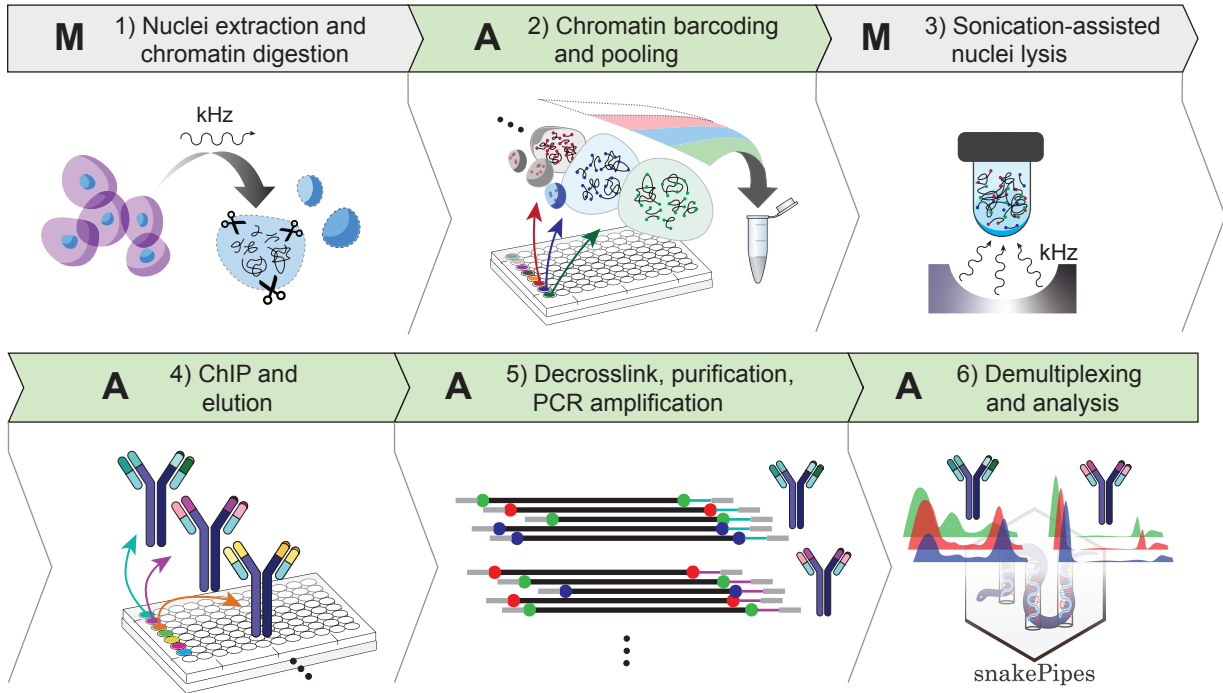 M
1) Nuclei extraction and
chromatin digestion
A
2) Chromatin barcoding
and pooling
M
3) Sonication-assisted
nuclei lysis
kHz
kHz
A
4) ChIP and
elution
A
5) Decrosslink, purification,
PCR amplification
A
6) Demultiplexing
and analysis
snakePipes